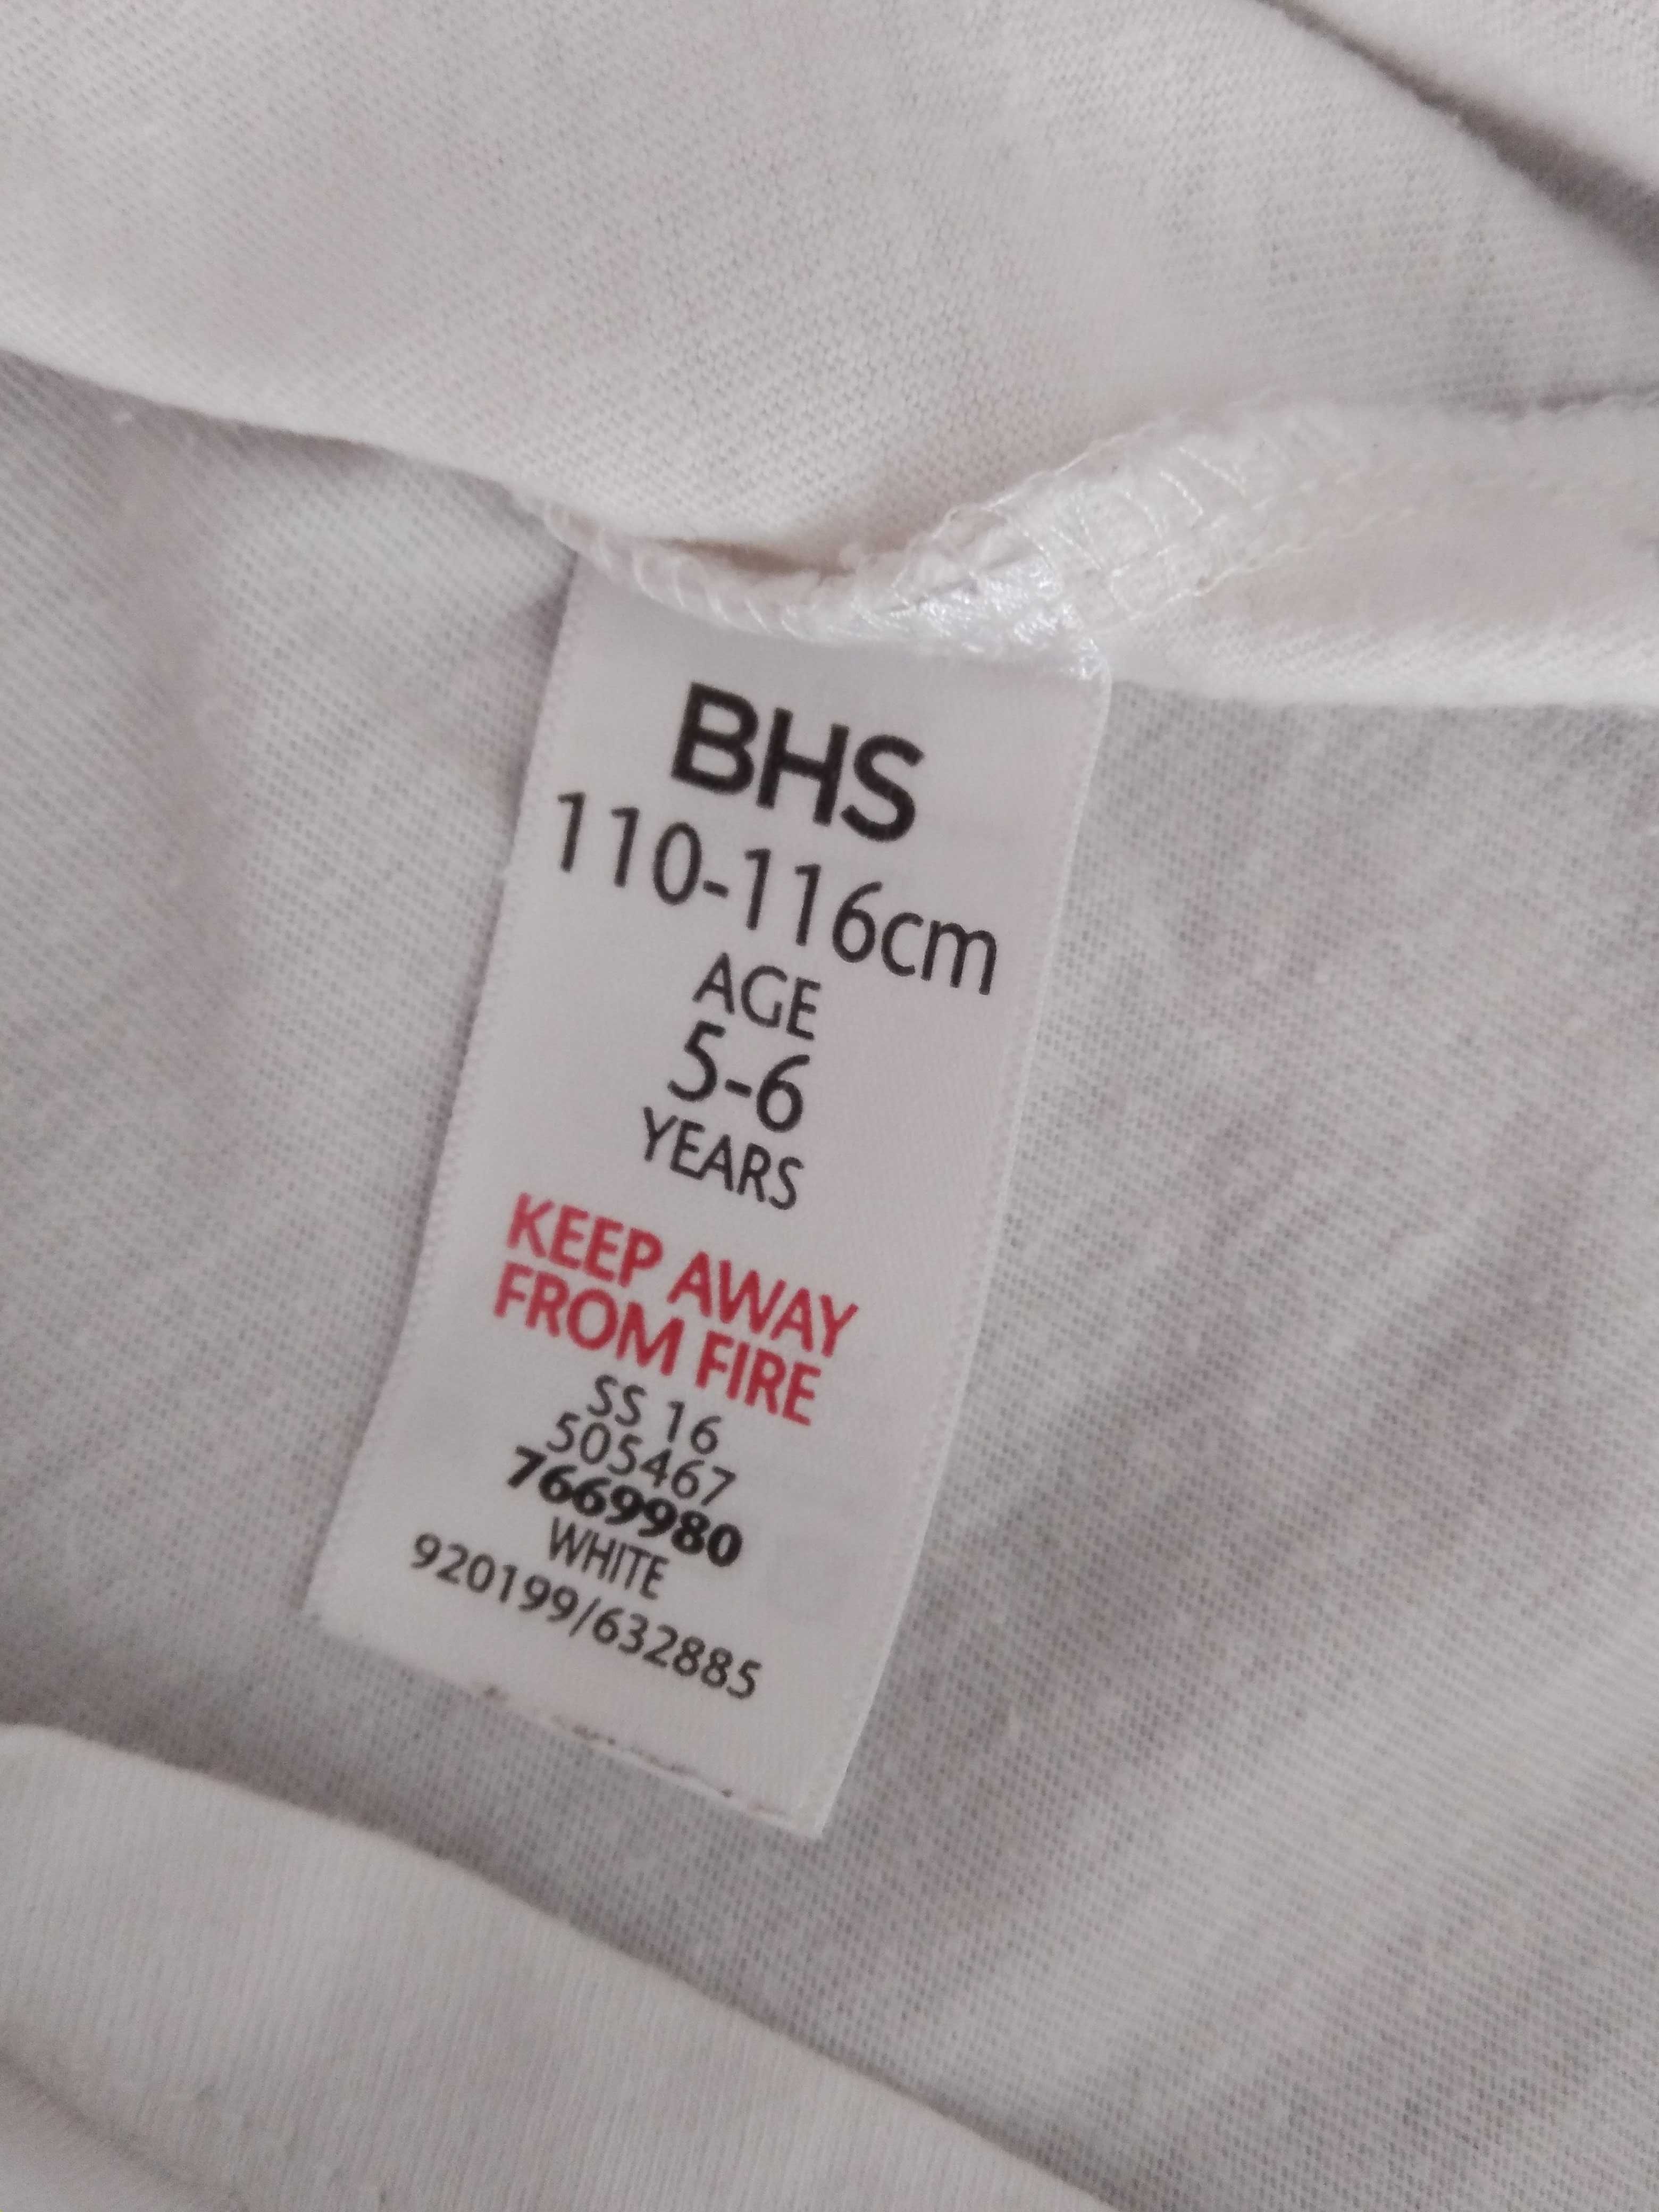 BHS
110-116cm
AGE
5-6
YEARS
KEEP AWAY
FROM FIRE
SS 16
505467
7669980
WHITE
920199/632885